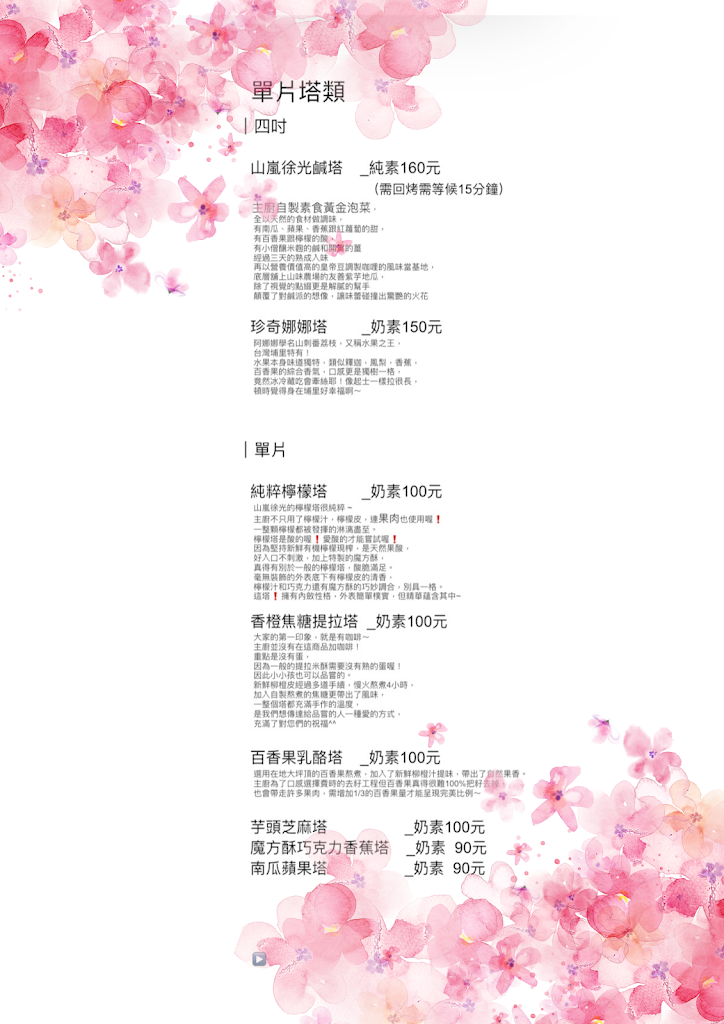 單片塔類
｜四吋
山嵐徐光鹹塔 _純素160元
(需回烤需等候15分鐘)
主廚自製素食黃金泡菜，
全以天然的食材做調味，
有南瓜、蘋果、香蕉跟紅蘿蔔的甜，
有百香果跟檸檬的酸，
有小僧釀米麴的鹹和開賢的薑
經過三天的熟成入味
再以營養價值高的皇帝豆調製咖哩的風味當基地，
底層舖上山味農場的友善紫芋地瓜，
除了視覺的點綴更是解膩的幫手
顛覆了對鹹派的想像，讓味蕾碰撞出驚艷的火花
珍奇娜娜塔 _奶素150元
阿娜娜學名山刺番荔枝，又稱水果之王，
台灣埔里特有！
水果本身味道獨特，類似釋迦，鳳梨，香蕉，
百香果的綜合香氣，口感更是獨樹一格，
竟然冰冷藏吃會牽絲耶！像起士一樣拉很長，
頓時覺得身在埔里好幸福啊～
｜單片
純粹檸檬塔 _奶素100元
山嵐徐光的檸檬塔很純粹 ~
主廚不只用了檸檬汁，檸檬皮，連果肉也使用喔❗
一整顆檸檬都被發揮的淋漓盡至。
檸檬塔是酸的喔❗愛酸的才能嘗試喔❗
因為堅持新鮮有機檸檬現榨，是天然果酸，
好入口不刺激，加上特製的魔方酥，
真得有別於一般的檸檬塔，酸脆滿足。
毫無裝飾的外表底下有檸檬皮的清香，
檸檬汁和巧克力還有魔方酥的巧妙調合，別具一格。
這塔❗擁有內斂性格，外表簡單樸實，但精華蘊含其中~
香橙焦糖提拉塔 _奶素100元
大家的第一印象，就是有咖啡～
主廚並沒有在這商品加咖啡！
重點是沒有蛋，
因為一般的提拉米酥需要沒有熟的蛋喔！
因此小小孩也可以品嘗的。
新鮮柳橙皮經過多道手續，慢火熬煮4小時，
加入自製熬煮的焦糖更帶出了風味，
一整個塔都充滿手作的溫度，
是我們想傳達給品嘗的人一種愛的方式，
充滿了對您們的祝福^^
百香果乳酪塔 _奶素100元
選用在地大坪頂的百香果熬煮，加入了新鮮柳橙汁提味，帶出了自然果香。
主廚為了口感選擇費時的去籽工程但百香果真得很難100%把籽去掉，
也會帶走許多果肉，需增加1/3的百香果量才能呈現完美比例～
芋頭芝麻塔 _奶素100元
魔方酥巧克力香蕉塔 _奶素 90元
南瓜蘋果塔 _奶素 90元